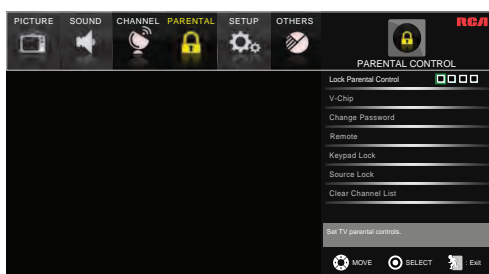 PICTURE SOUND CHANNEL PARENTAL SETUP OTHERS
RCA
PARENTAL CONTROL
Lock Parental Control
V-Chip
Change Password
Remote
Keypad Lock
Source Lock
Clear Channel List
Set TV parental controls.
MOVE SELECT : Exit